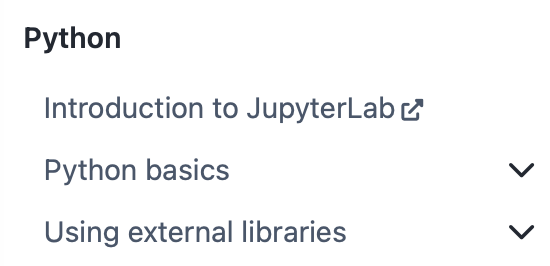 Python
Introduction to JupyterLab
Python basics
Using external libraries